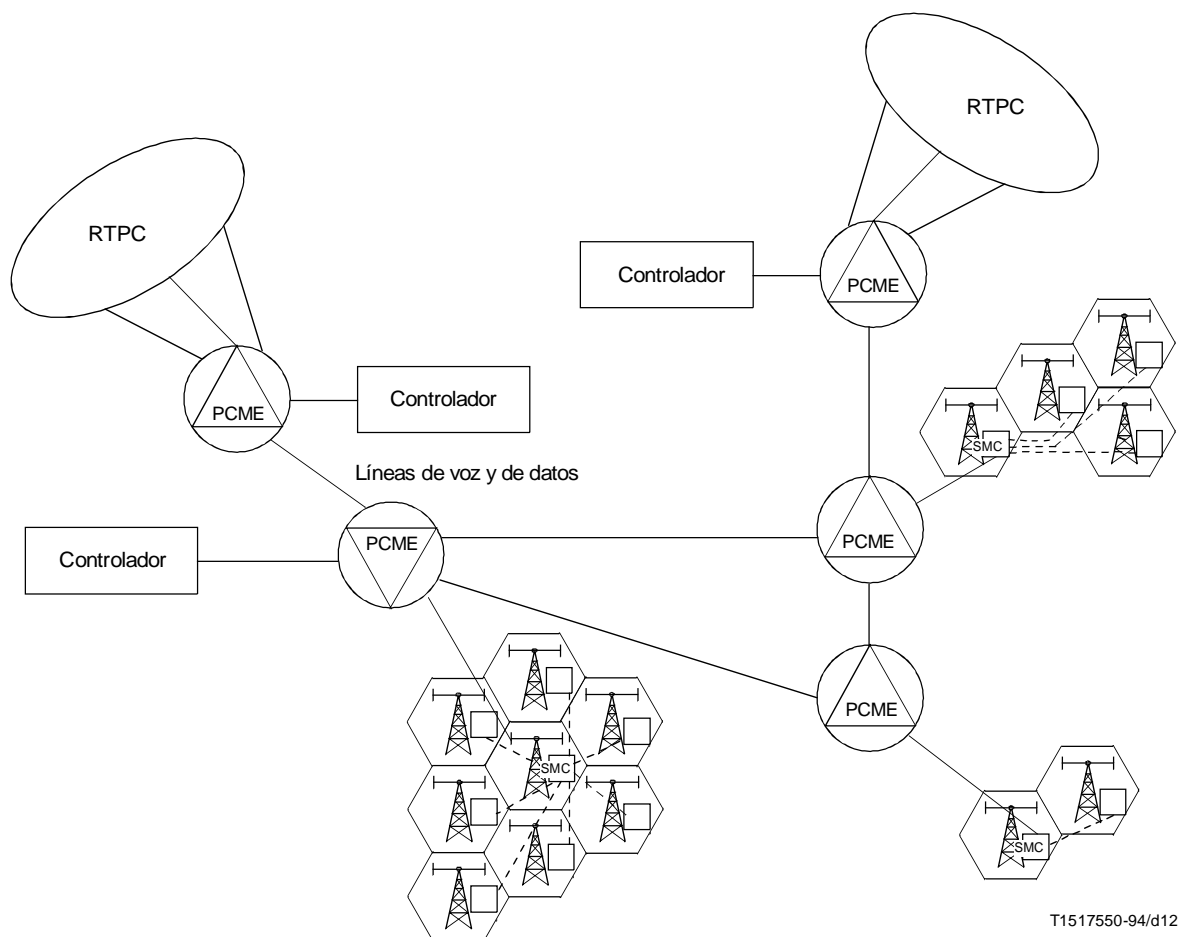 RTPC
RTPC
Controlador
PCME
Controlador
PCME
SMC
Líneas de voz y de datos
Controlador
PCME
PCME
PCME
SMC
SMC
T1517550-94/d12